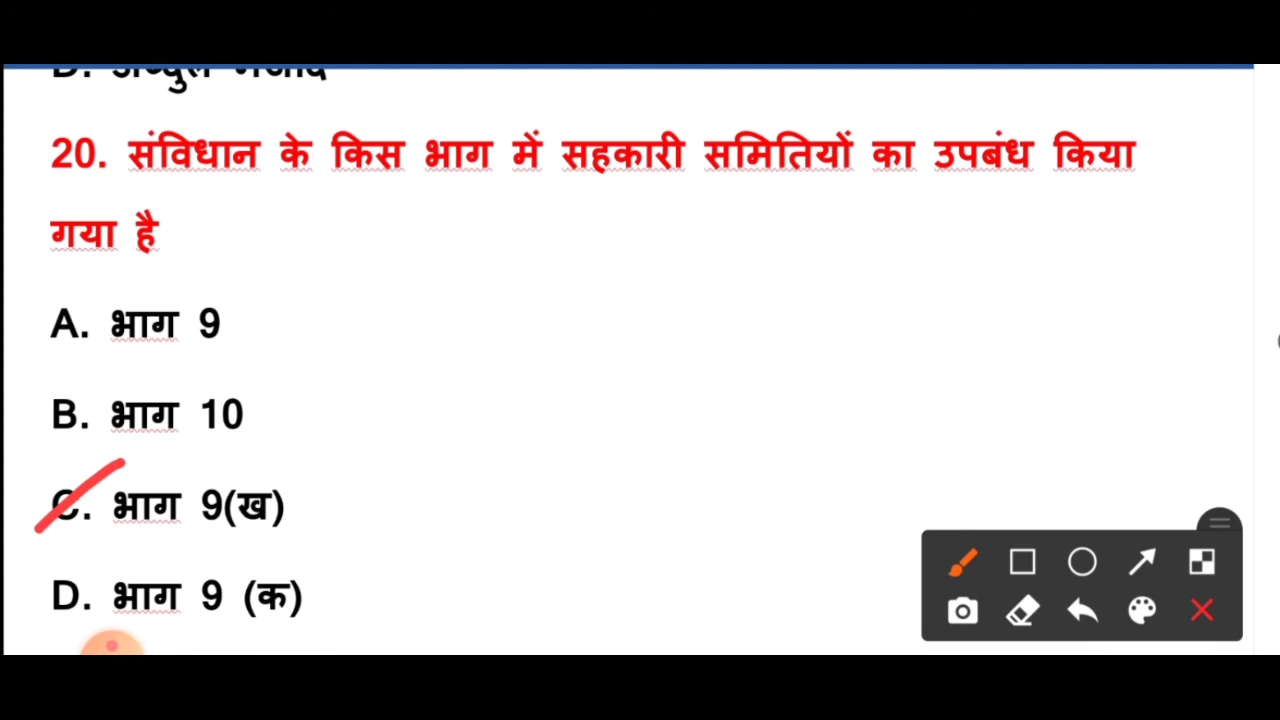 20. संविधान के किस भाग में सहकारी समितियों का उपबंध किया
गया है
A. भाग 9
B. भाग 10
C. भाग 9(ख)
D. भाग 9 (क)